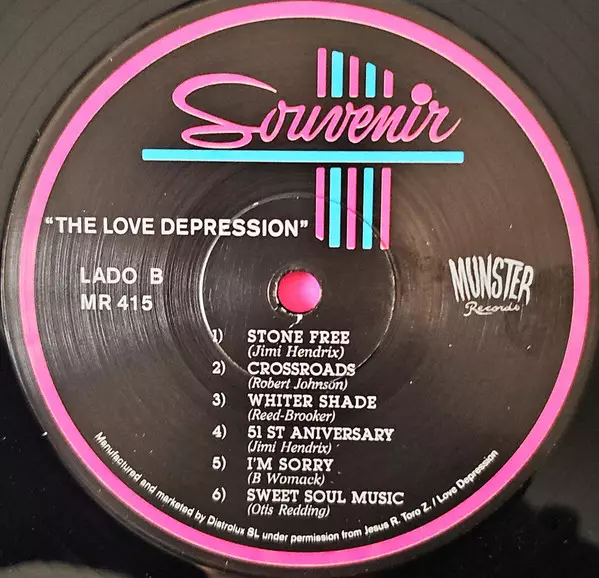 Souvenir
"THE LOVE DEPRESSION"
LADO B
MR 415
MUNSTER
Records
1) STONE FREE
(Jimi Hendrix)
2) CROSSROADS
(Robert Johnson)
3) WHITER SHADE
(Reed-Brooker)
4) 51 ST ANIVERSARY
(Jimi Hendrix)
5) I'M SORRY
(B Womack)
6) SWEET SOUL MUSIC
(Otis Redding)
Manufactured and marketed by Distrolux SL under permission from Jesus R. Toro Z. / Love Depression